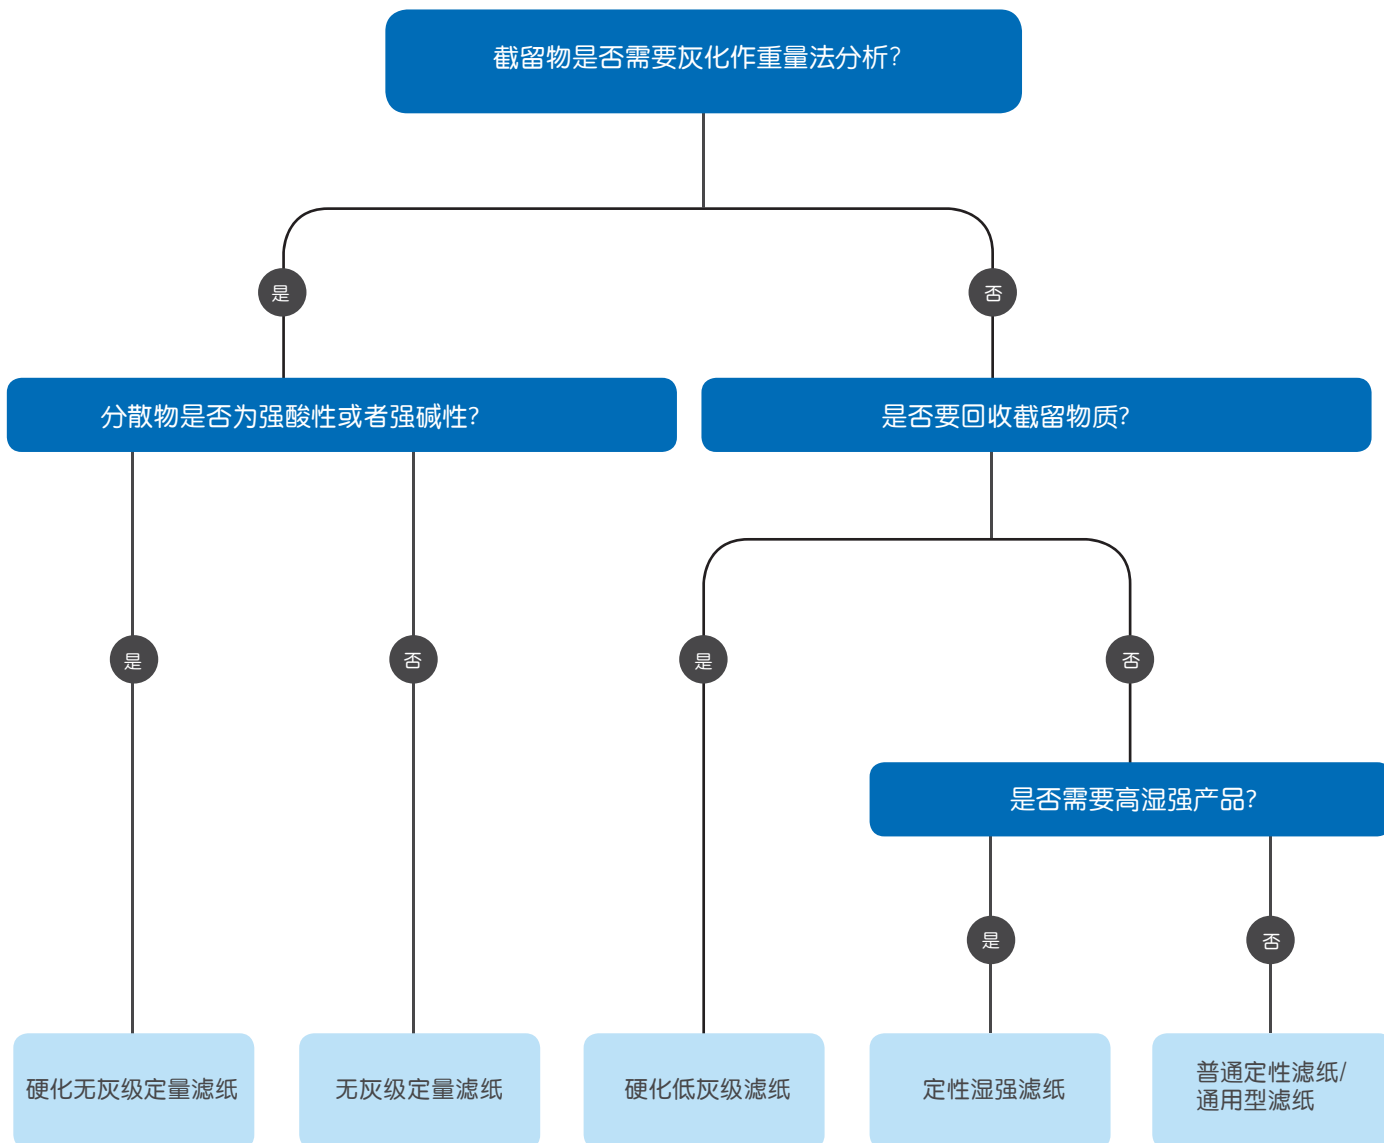 截留物是否需要灰化作重量法分析?
是
否
分散物是否为强酸性或者强碱性?
是否要回收截留物质?
是
否
是
否
是否需要高湿强产品?
是
否
硬化无灰级定量滤纸
无灰级定量滤纸
硬化低灰级滤纸
定性湿强滤纸
普通定性滤纸/
通用型滤纸